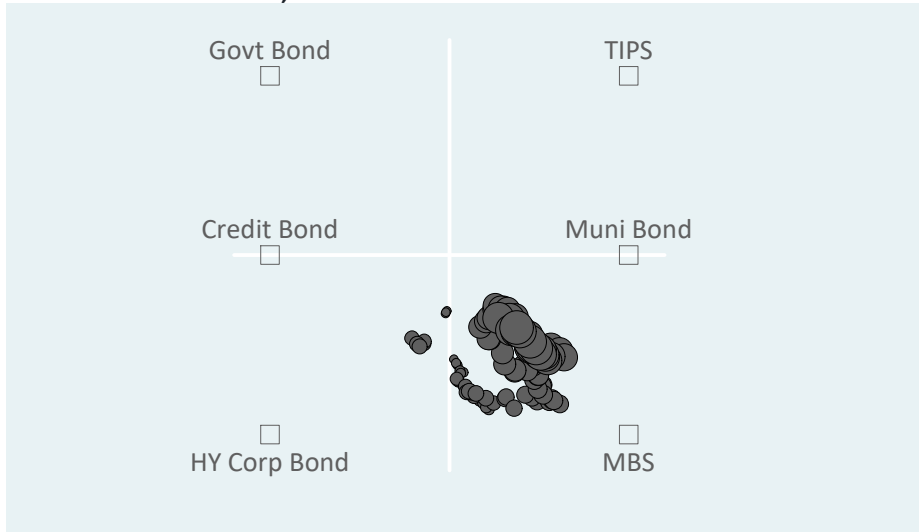 Govt Bond
TIPS
Credit Bond
Muni Bond
HY Corp Bond
MBS